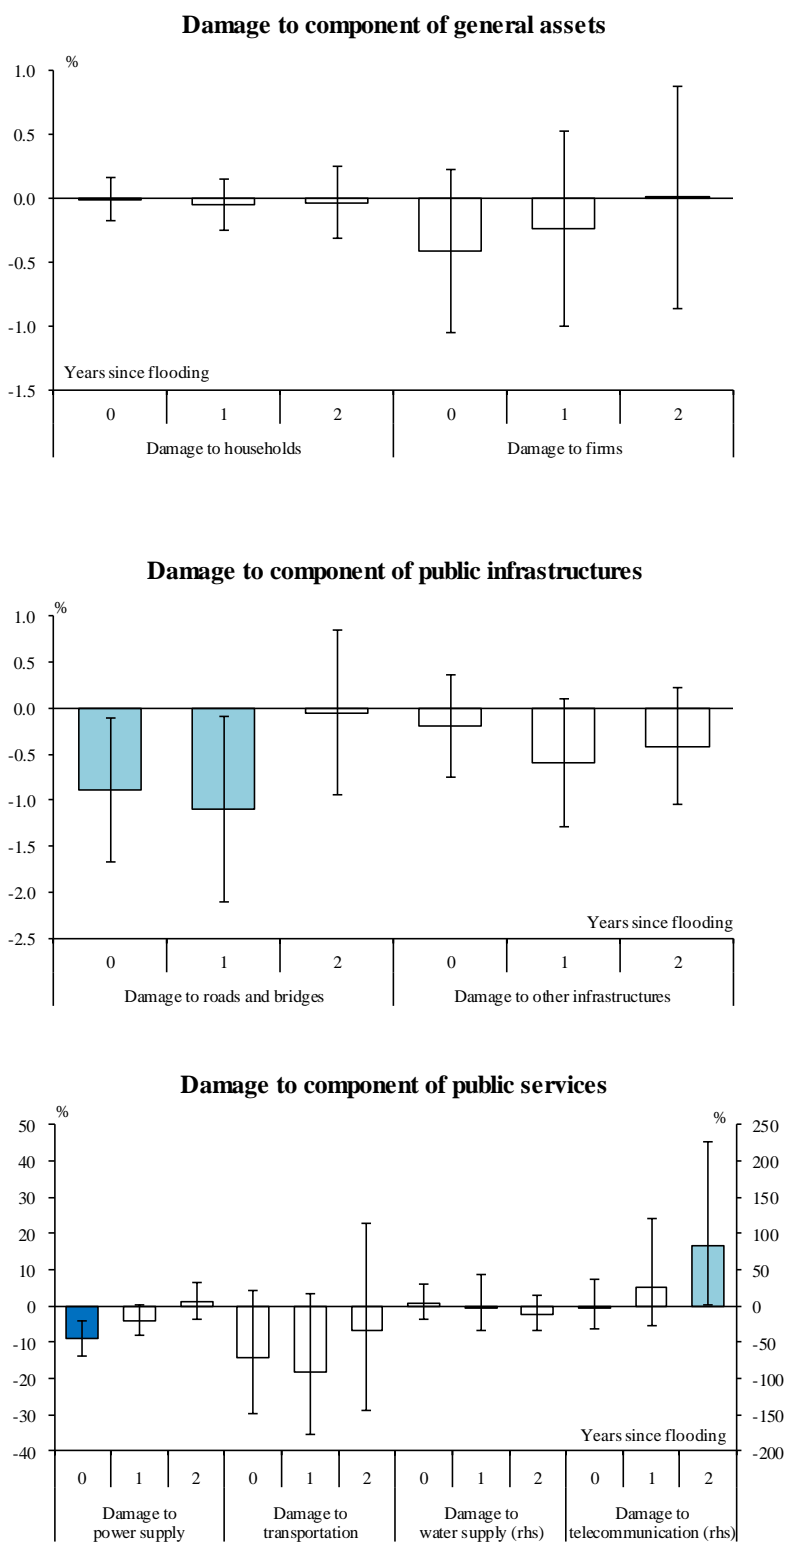 Damage to component of general assets
%
1.0
0.5
0.0
-0.5
-1.0
-1.5
Years since flooding
0 1 2 0 1 2
Damage to households Damage to firms
Damage to component of public infrastructures
%
1.0
0.5
0.0
-0.5
-1.0
-1.5
-2.0
-2.5
Years since flooding
0 1 2 0 1 2
Damage to roads and bridges Damage to other infrastructures
Damage to component of public services
% %
50 250
40 200
30 150
20 100
10 50
0 0
-10 -50
-20 -100
-30 -150
-40 -200
Years since flooding
0 1 2 0 1 2 0 1 2 0 1 2
Damage to Damage to Damage to Damage to
power supply transportation water supply (rhs) telecommunication (rhs)